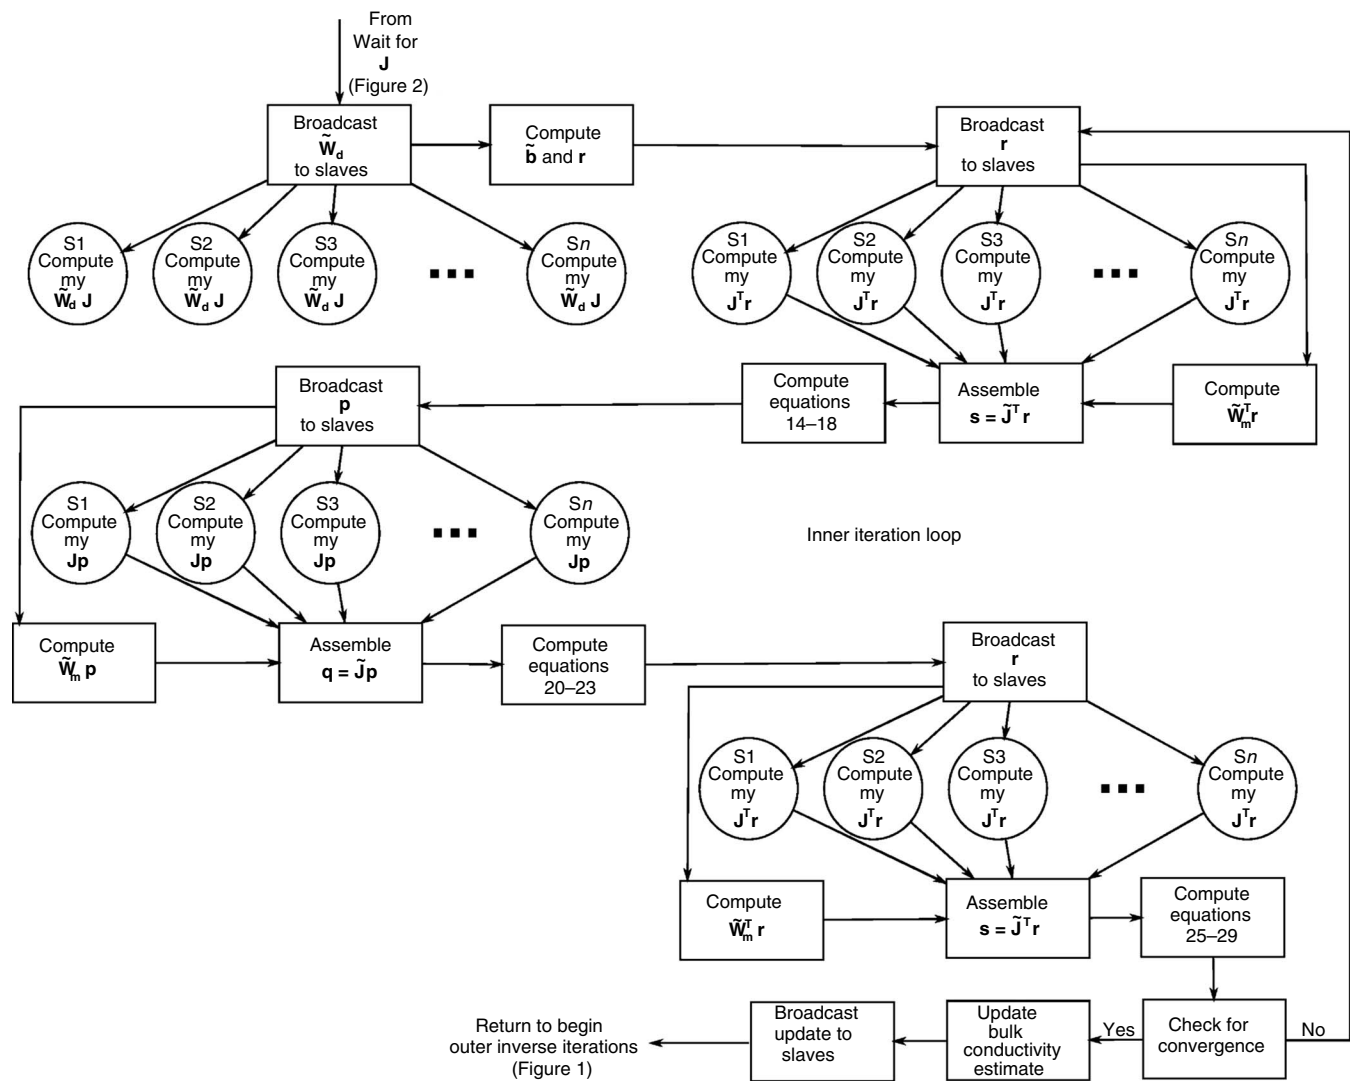 From
Wait for
J
(Figure 2)
Broadcast
W̃d
to slaves
Compute
b̃ and r
Broadcast
r
to slaves
S1
Compute
my
W̃d J
S2
Compute
my
W̃d J
S3
Compute
my
W̃d J
Sn
Compute
my
W̃d J
S1
Compute
my
Jᵀr
S2
Compute
my
Jᵀr
S3
Compute
my
Jᵀr
Sn
Compute
my
Jᵀr
Broadcast
p
to slaves
Compute
equations
14–18
Assemble
s = J̃ᵀr
Compute
W̃ᵀmr
S1
Compute
my
Jp
S2
Compute
my
Jp
S3
Compute
my
Jp
Sn
Compute
my
Jp
Inner iteration loop
Compute
W̃m p
Assemble
q = J̃p
Compute
equations
20–23
Broadcast
r
to slaves
S1
Compute
my
Jᵀr
S2
Compute
my
Jᵀr
S3
Compute
my
Jᵀr
Sn
Compute
my
Jᵀr
Compute
W̃ᵀm r
Assemble
s = J̃ᵀr
Compute
equations
25–29
Return to begin
outer inverse iterations
(Figure 1)
Broadcast
update to
slaves
Update
bulk
conductivity
estimate
Yes
Check for
convergence
No